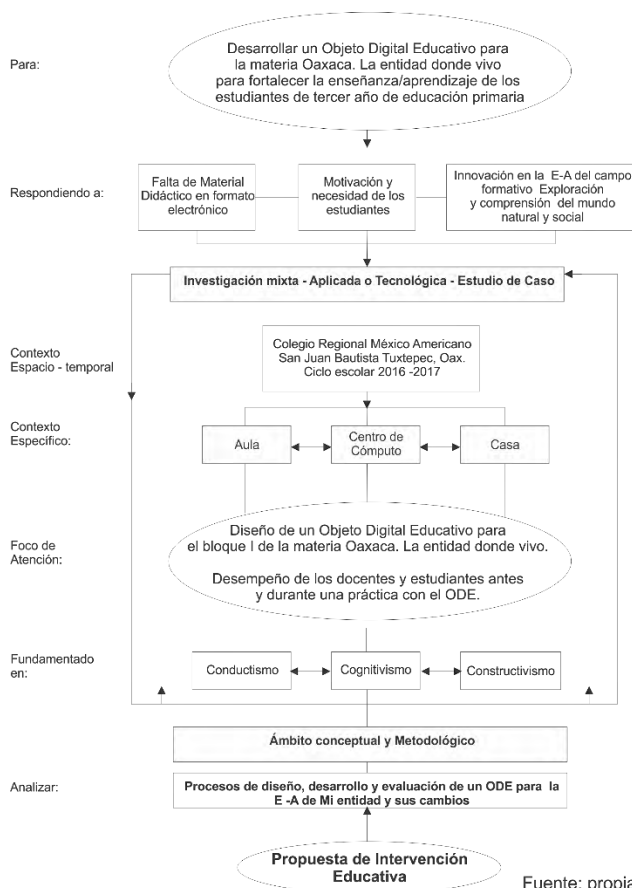 Para:
Desarrollar un Objeto Digital Educativo para
la materia Oaxaca. La entidad donde vivo
para fortalecer la enseñanza/aprendizaje de los
estudiantes de tercer año de educación primaria
Respondiendo a:
Falta de Material
Didáctico en formato
electrónico
Motivación y
necesidad de los
estudiantes
Innovación en la E-A del campo
formativo Exploración
y comprensión del mundo
natural y social
Investigación mixta - Aplicada o Tecnológica - Estudio de Caso
Contexto
Espacio - temporal
Colegio Regional México Americano
San Juan Bautista Tuxtepec, Oax.
Ciclo escolar 2016 -2017
Contexto
Específico:
Aula
Centro de
Cómputo
Casa
Foco de
Atención:
Diseño de un Objeto Digital Educativo para
el bloque I de la materia Oaxaca. La entidad donde vivo.
Desempeño de los docentes y estudiantes antes
y durante una práctica con el ODE.
Fundamentado
en:
Conductismo
Cognitivismo
Constructivismo
Ámbito conceptual y Metodológico
Analizar:
Procesos de diseño, desarrollo y evaluación de un ODE para la
E -A de Mi entidad y sus cambios
Propuesta de Intervención
Educativa
Fuente: propia